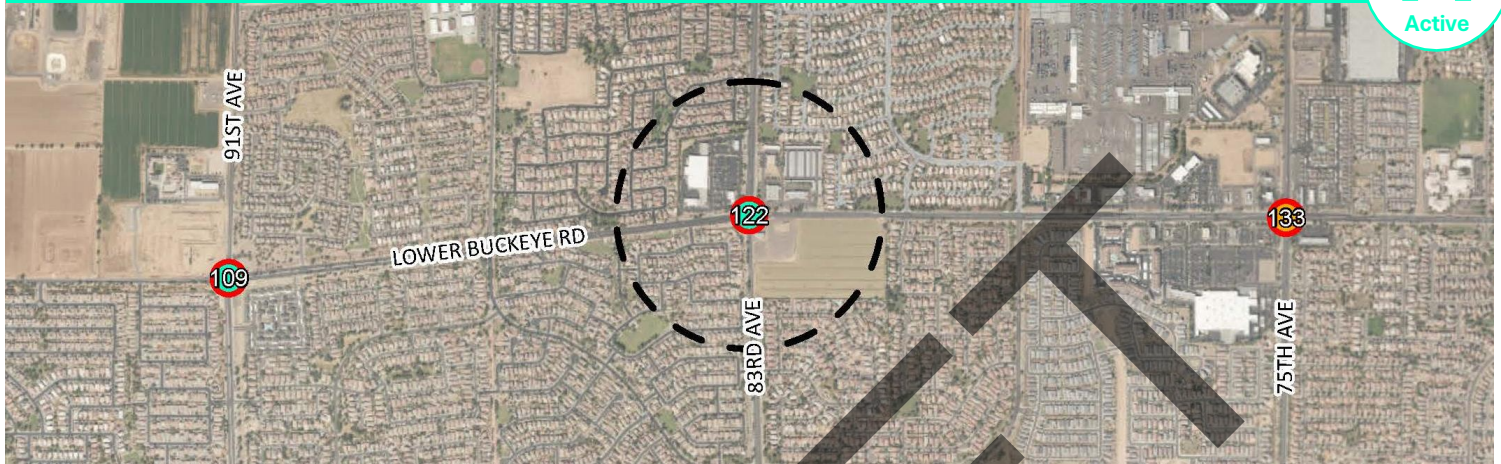 Active
91ST AVE
LOWER BUCKEYE RD
122
133
109
83RD AVE
75TH AVE